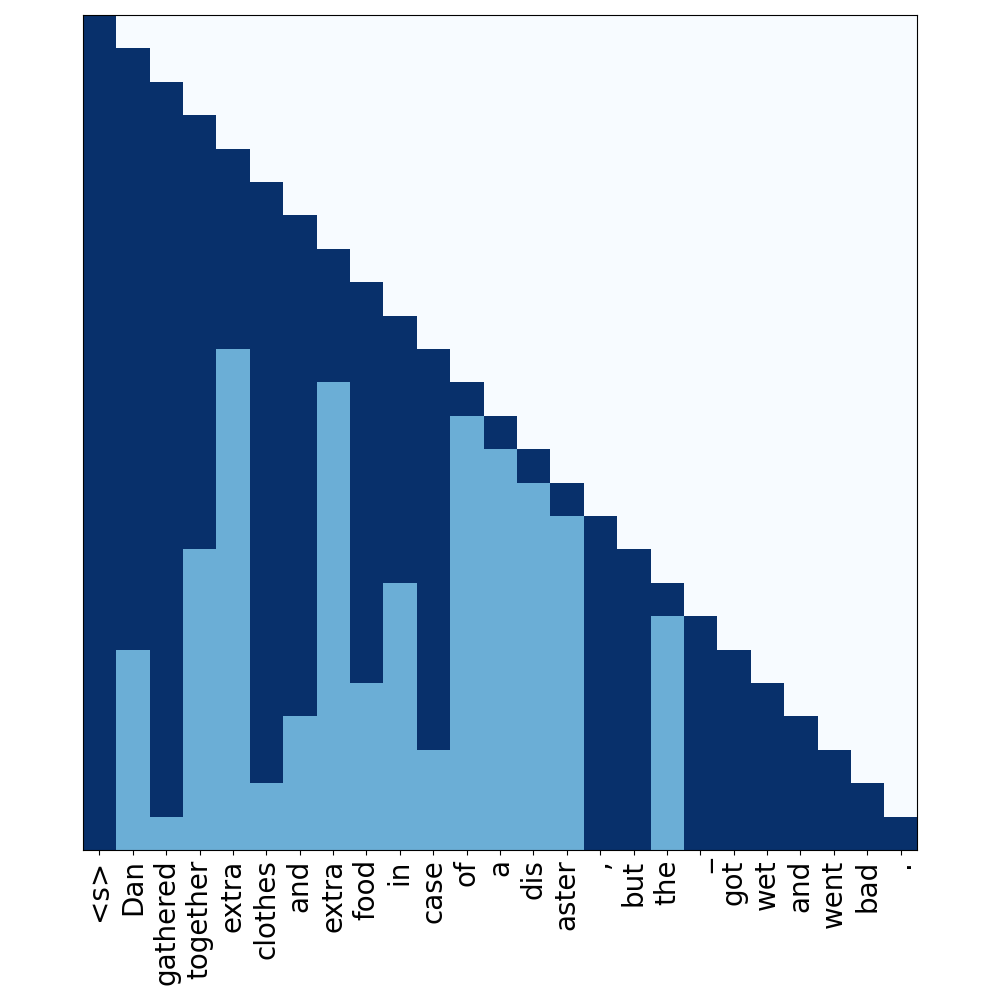 <s>
Dan
gathered
together
extra
clothes
and
extra
food
in
case
of
a
dis
aster
,
but
the
_
got
wet
and
went
bad
.